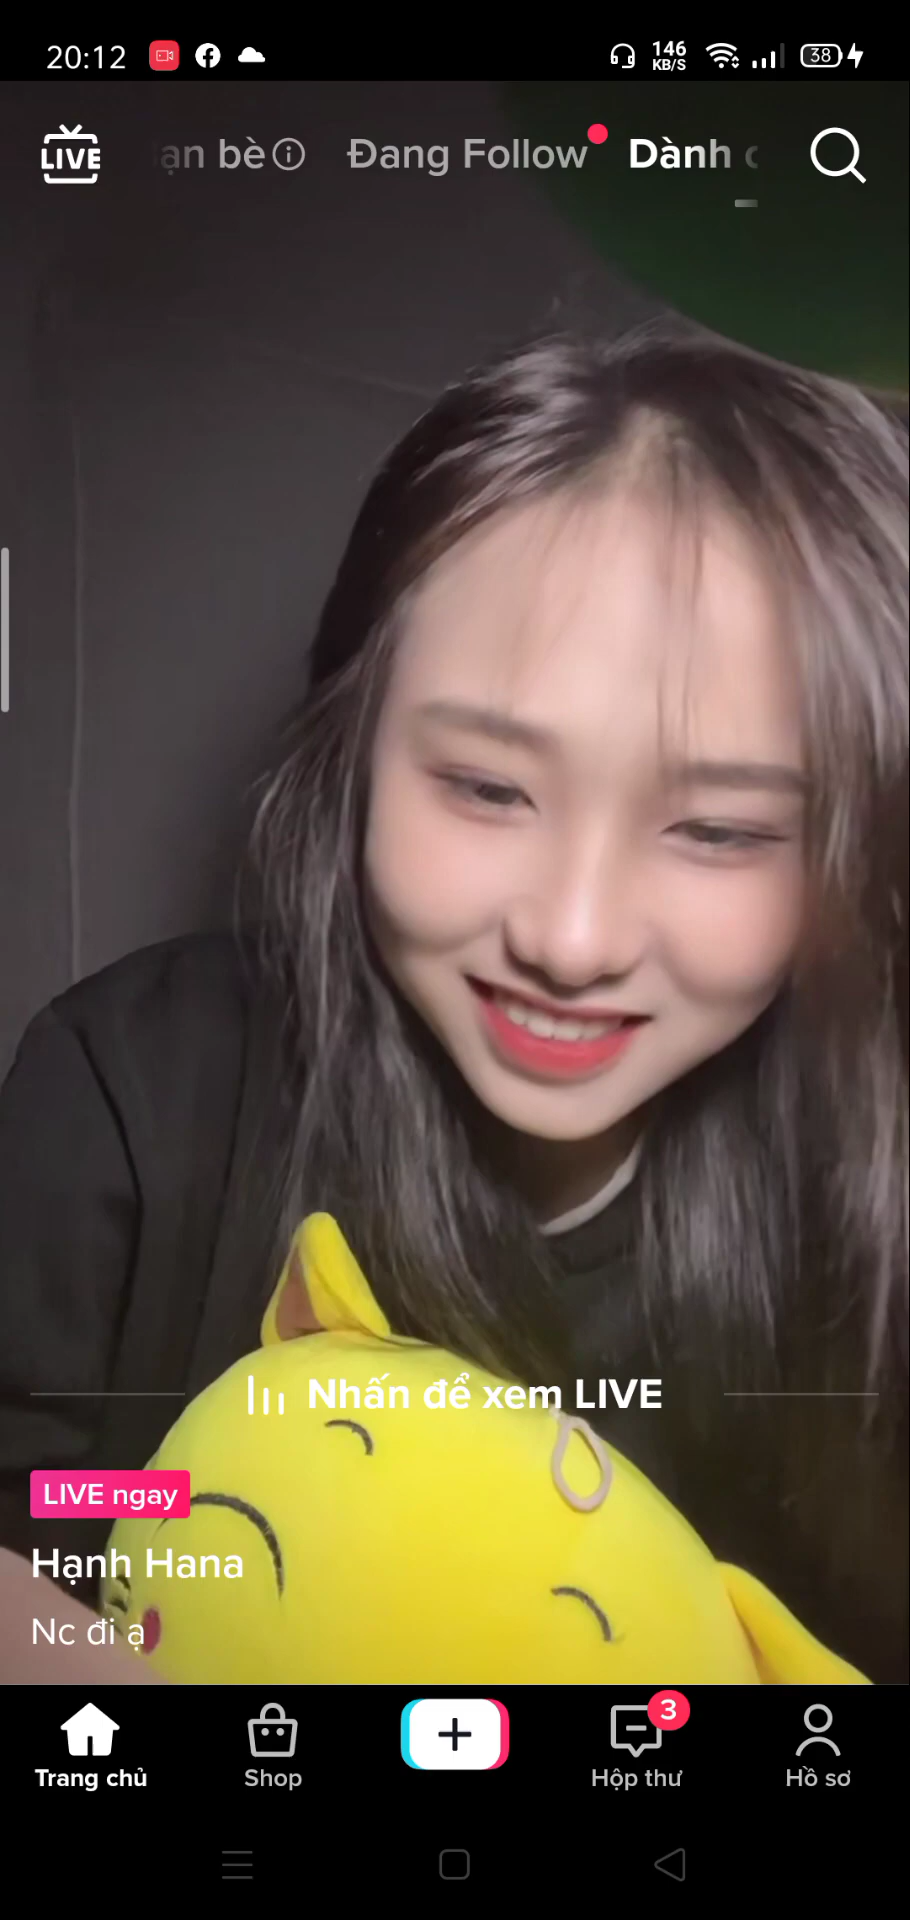 20:12
146
KB/S
38
LIVE
ạn bè
Đang Follow
Dành
Nhấn để xem LIVE
LIVE ngay
Hạnh Hana
Nc đi ạ
Trang chủ
Shop
3
Hộp thư
Hồ sơ